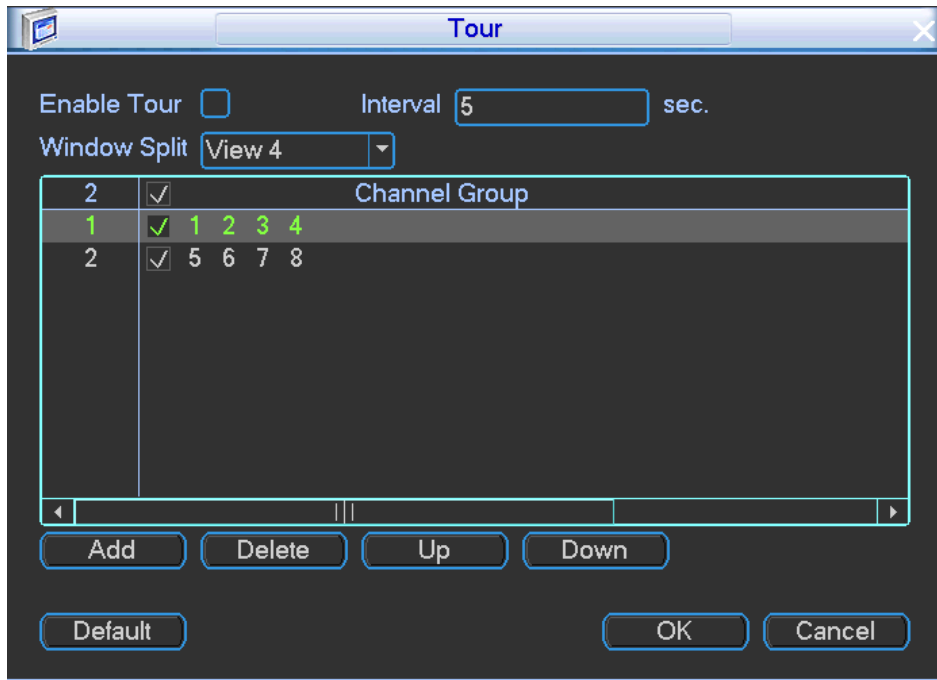 Tour
Enable Tour Interval 5 sec.
Window Split View 4
2 Channel Group
1 1 2 3 4
2 5 6 7 8
Add Delete Up Down
Default OK Cancel